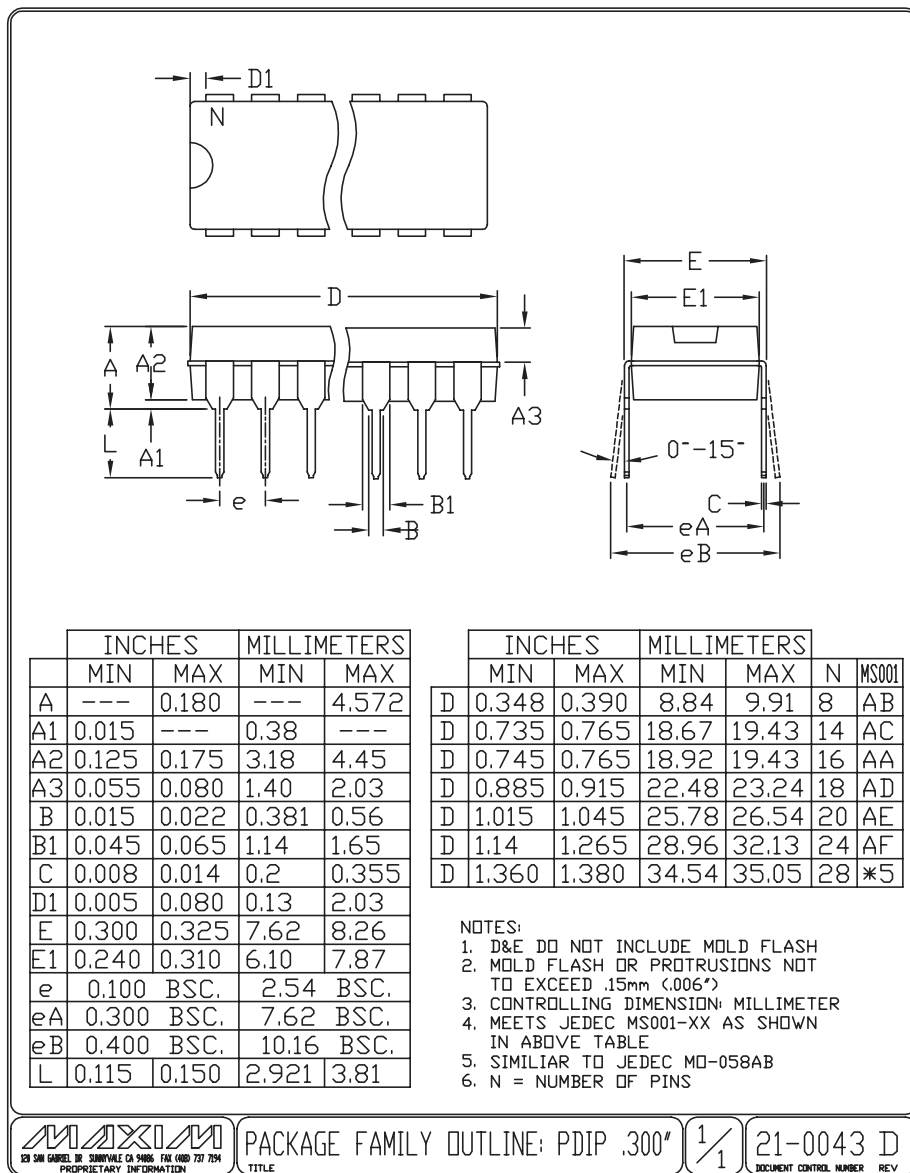 D1
N
E
D
E1
A
A2
A3
L
A1
0°-15°
e
B1
B
C
eA
eB
INCHES MILLIMETERS
MIN MAX MIN MAX
A --- 0.180 --- 4.572
A1 0.015 --- 0.38 ---
A2 0.125 0.175 3.18 4.45
A3 0.055 0.080 1.40 2.03
B 0.015 0.022 0.381 0.56
B1 0.045 0.065 1.14 1.65
C 0.008 0.014 0.2 0.355
D1 0.005 0.080 0.13 2.03
E 0.300 0.325 7.62 8.26
E1 0.240 0.310 6.10 7.87
e 0.100 BSC. 2.54 BSC.
eA 0.300 BSC. 7.62 BSC.
eB 0.400 BSC. 10.16 BSC.
L 0.115 0.150 2.921 3.81
INCHES MILLIMETERS
MIN MAX MIN MAX N MS001
D 0.348 0.390 8.84 9.91 8 AB
D 0.735 0.765 18.67 19.43 14 AC
D 0.745 0.765 18.92 19.43 16 AA
D 0.885 0.915 22.48 23.24 18 AD
D 1.015 1.045 25.78 26.54 20 AE
D 1.14 1.265 28.96 32.13 24 AF
D 1.360 1.380 34.54 35.05 28 *5
NOTES:
1. D&E DO NOT INCLUDE MOLD FLASH
2. MOLD FLASH OR PROTRUSIONS NOT
TO EXCEED .15mm (.006")
3. CONTROLLING DIMENSION: MILLIMETER
4. MEETS JEDEC MS001-XX AS SHOWN
IN ABOVE TABLE
5. SIMILIAR TO JEDEC MO-058AB
6. N = NUMBER OF PINS
MAXIM
120 SAN GABRIEL DR SUNNYVALE CA 94086 FAX (408) 737 7194
PROPRIETARY INFORMATION
PACKAGE FAMILY OUTLINE: PDIP .300"
TITLE
1/1
21-0043 D
DOCUMENT CONTROL NUMBER REV